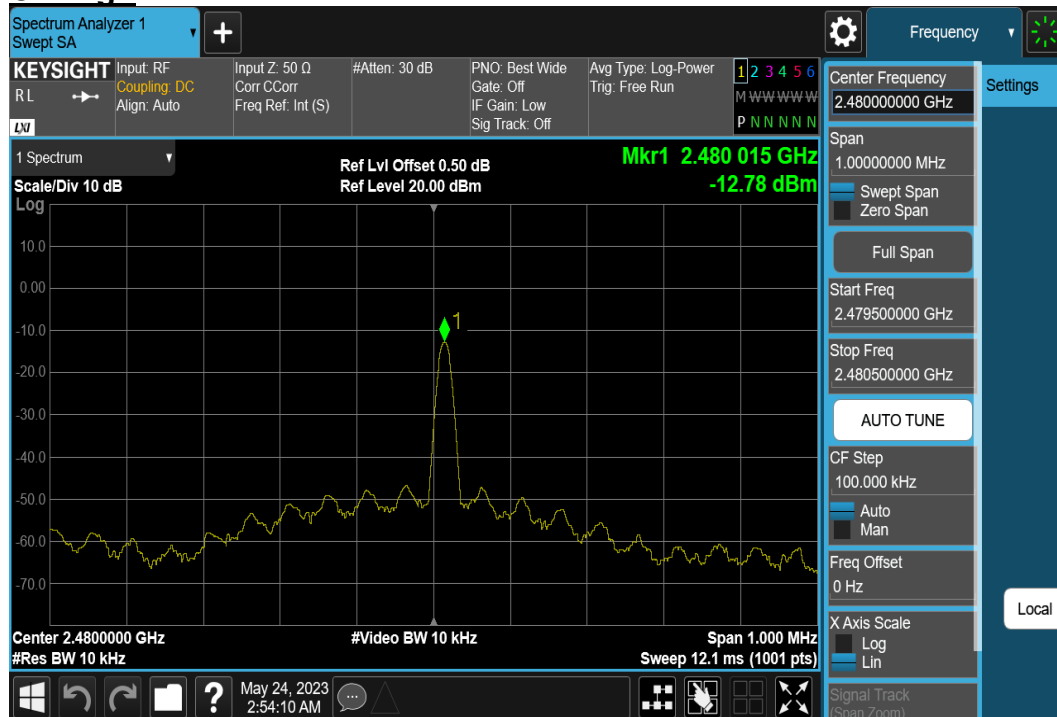 Spectrum Analyzer 1
Swept SA
+
Frequency
KEYSIGHT
RL
LXI
Input: RF
Coupling: DC
Align: Auto
Input Z: 50 Ω
Corr CCorr
Freq Ref: Int (S)
#Atten: 30 dB
PNO: Best Wide
Gate: Off
IF Gain: Low
Sig Track: Off
Avg Type: Log-Power
Trig: Free Run
1 2 3 4 5 6
M W W W W W
P N N N N N
1 Spectrum
Scale/Div 10 dB
Log
Ref Lvl Offset 0.50 dB
Ref Level 20.00 dBm
Mkr1 2.480 015 GHz
-12.78 dBm
10.0
0.00
-10.0
-20.0
-30.0
-40.0
-50.0
-60.0
-70.0
1
Center 2.4800000 GHz
#Res BW 10 kHz
#Video BW 10 kHz
Span 1.000 MHz
Sweep 12.1 ms (1001 pts)
Center Frequency
2.480000000 GHz
Settings
Span
1.00000000 MHz
Swept Span
Zero Span
Full Span
Start Freq
2.479500000 GHz
Stop Freq
2.480500000 GHz
AUTO TUNE
CF Step
100.000 kHz
Auto
Man
Freq Offset
0 Hz
Local
X Axis Scale
Log
Lin
Signal Track
(Span Zoom)
?
May 24, 2023
2:54:10 AM